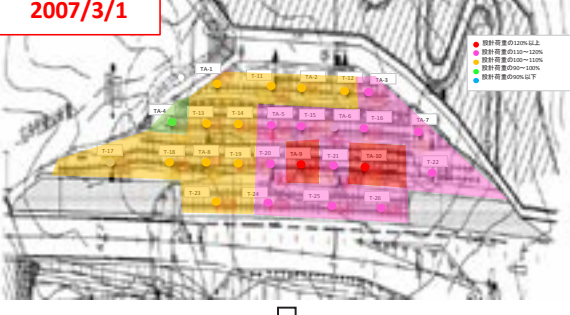 2007/3/1
設計荷重の120%以上
設計荷重の110~120%
設計荷重の100~110%
設計荷重の90~100%
設計荷重の90%以下
TA-1
T-11
TA-2
T-12
TA-3
TA-4
T-13
T-14
TA-5
T-15
TA-6
T-16
TA-7
T-17
T-18
TA-8
T-19
T-20
TA-9
T-21
TA-10
T-22
T-23
T-24
T-25
T-26